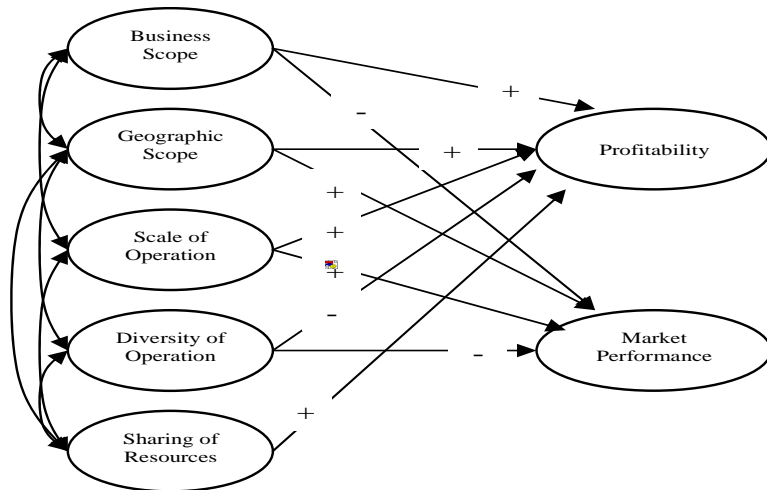 Business
Scope
+
-
Geographic
Scope
+
Profitability
+
Scale of
Operation
+
+
Diversity of
Operation
-
Market
Performance
-
Sharing of
Resources
+